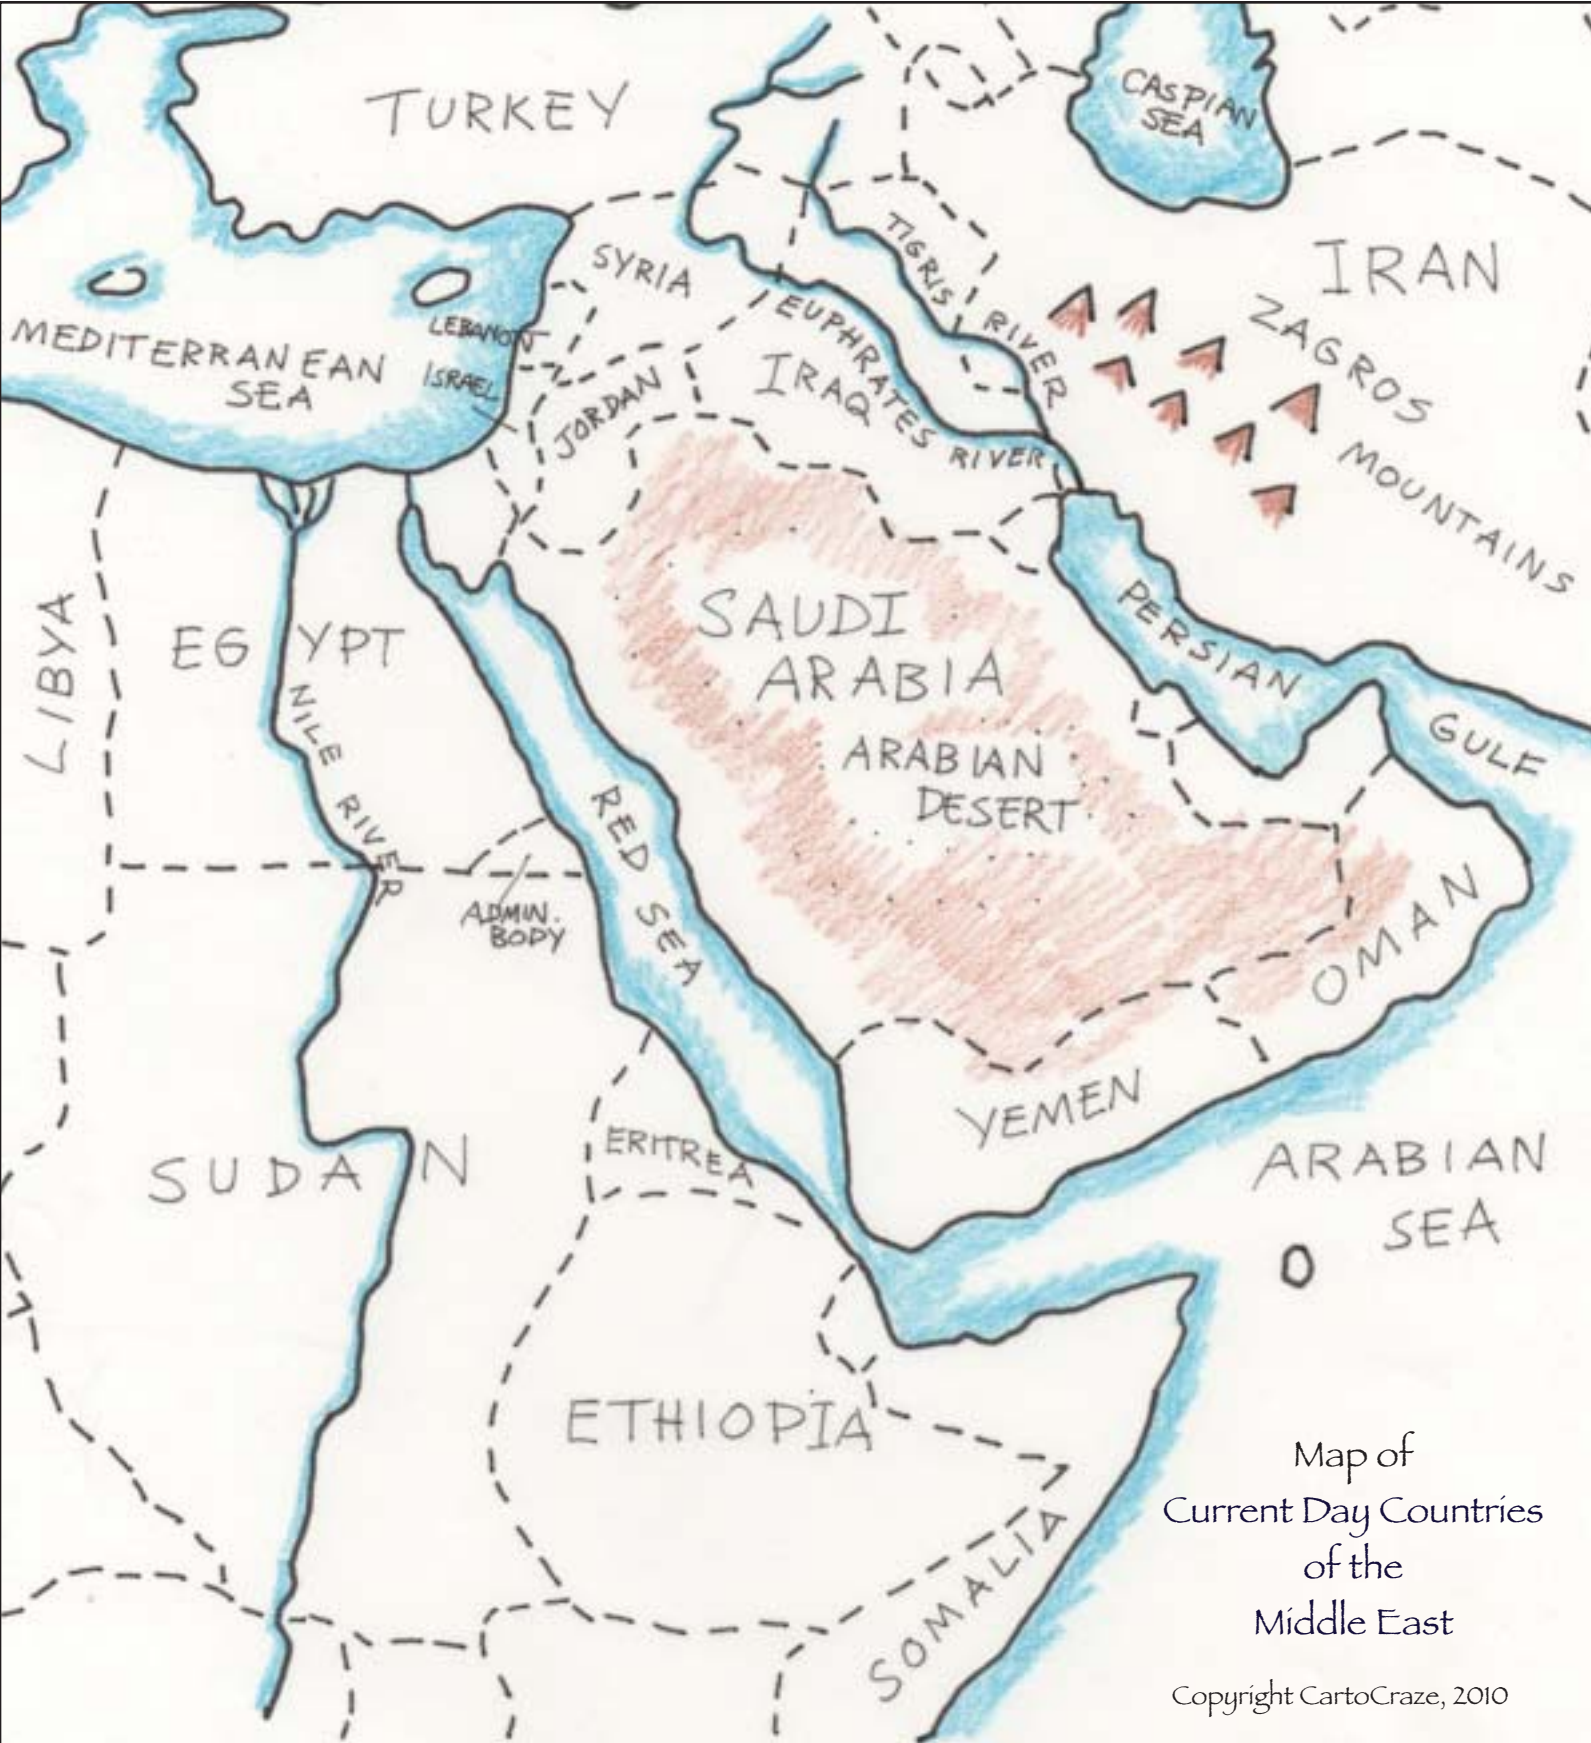 TURKEY
CASPIAN
SEA
SYRIA
TIGRIS RIVER
IRAN
LEBANON
MEDITERRANEAN
SEA
ISRAEL
JORDAN
IRAQ
EUPHRATES RIVER
ZAGROS MOUNTAINS
LIBYA
EGYPT
SAUDI
ARABIA
PERSIAN GULF
NILE RIVER
ARABIAN
DESERT
RED SEA
ADMIN.
BODY
OMAN
YEMEN
ERITREA
SUDAN
ARABIAN
SEA
ETHIOPIA
SOMALIA
Map of
Current Day Countries
of the
Middle East
Copyright CartoCraze, 2010